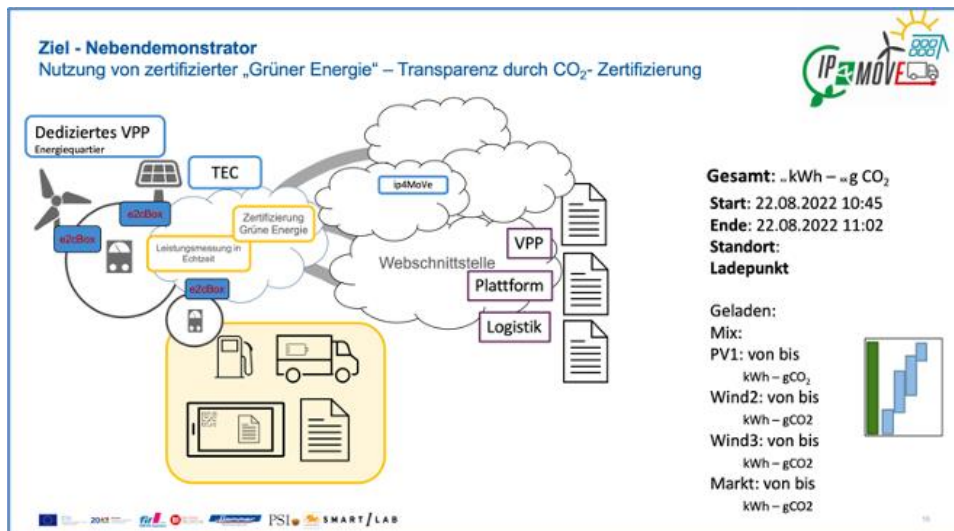 Ziel - Nebendemonstrator
Nutzung von zertifizierter „Grüner Energie“ – Transparenz durch CO₂- Zertifizierung
IP4MOVE
Dediziertes VPP
Energiequartier
TEC
ip4MoVe
e2cBox
e2cBox
Zertifizierung
Grüne Energie
Leistungsmessung in
Echtzeit
e2cBox
Webschnittstelle
VPP
Plattform
Logistik
Gesamt: kWh – g CO₂
Start: 22.08.2022 10:45
Ende: 22.08.2022 11:02
Standort:
Ladepunkt
Geladen:
Mix:
PV1: von bis
kWh – gCO₂
Wind2: von bis
kWh – gCO2
Wind3: von bis
kWh – gCO2
Markt: von bis
kWh – gCO2
fir
PSI
SMART/LAB